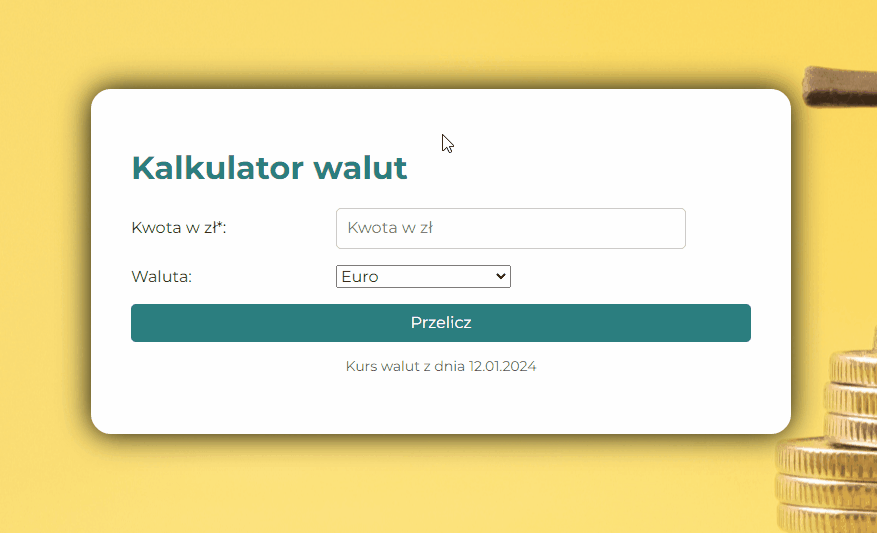 Kalkulator walut
Kwota w zł*: Kwota w zł
Waluta: Euro
Przelicz
Kurs walut z dnia 12.01.2024